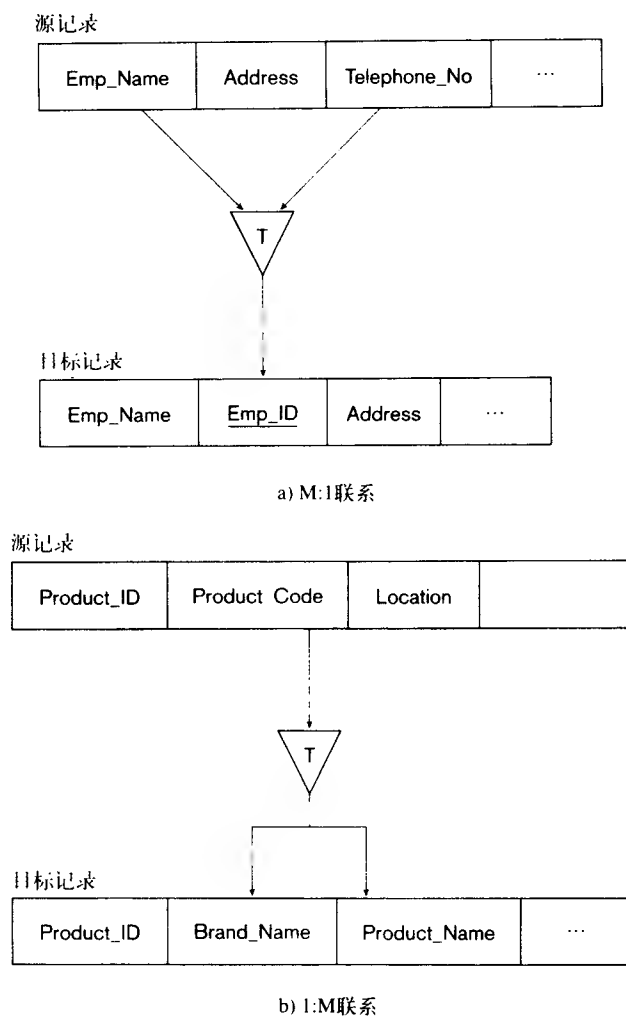 源记录
Emp_Name Address Telephone_No ...
T
目标记录
Emp_Name Emp_ID Address ...
a) M:1联系
源记录
Product_ID Product Code Location
T
目标记录
Product_ID Brand_Name Product_Name ...
b) 1:M联系